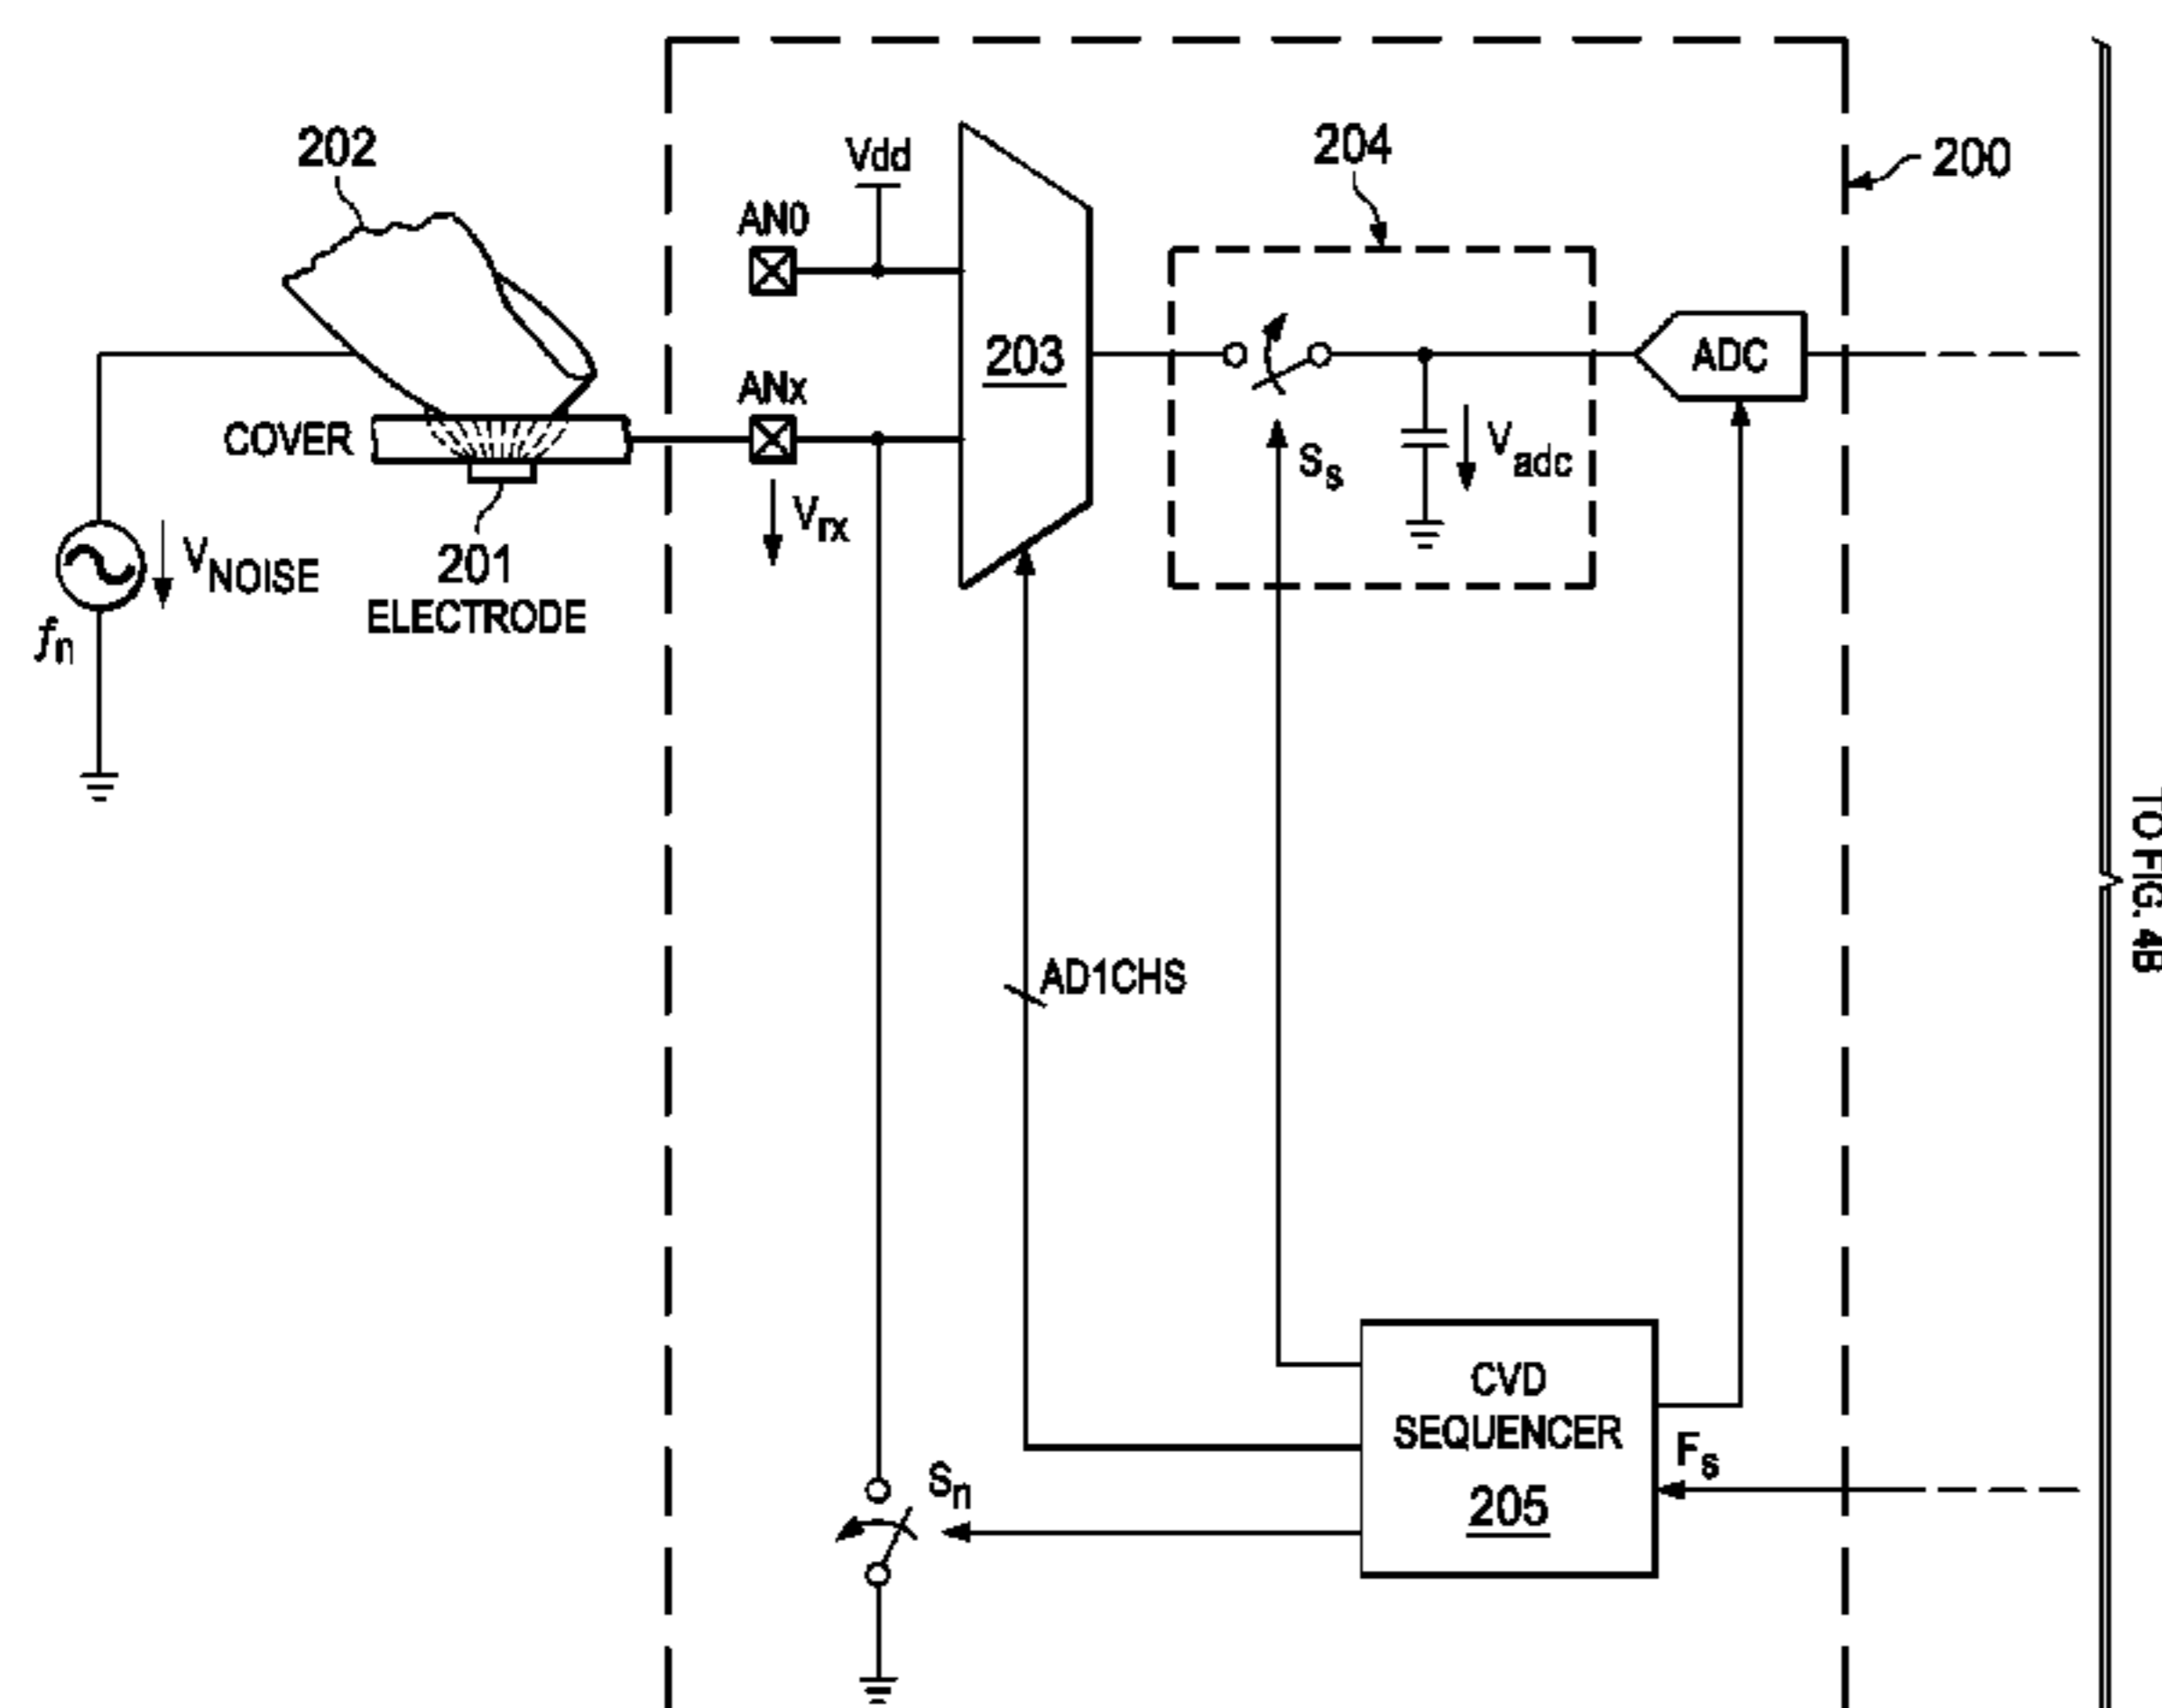 202
Vdd
204
200
AN0
203
ADC
ANx
COVER
Ss
Vadc
Vrx
VNOISE
201
ELECTRODE
fn
TO FIG. 4B
AD1CHS
CVD
SEQUENCER
205
Fs
Sn